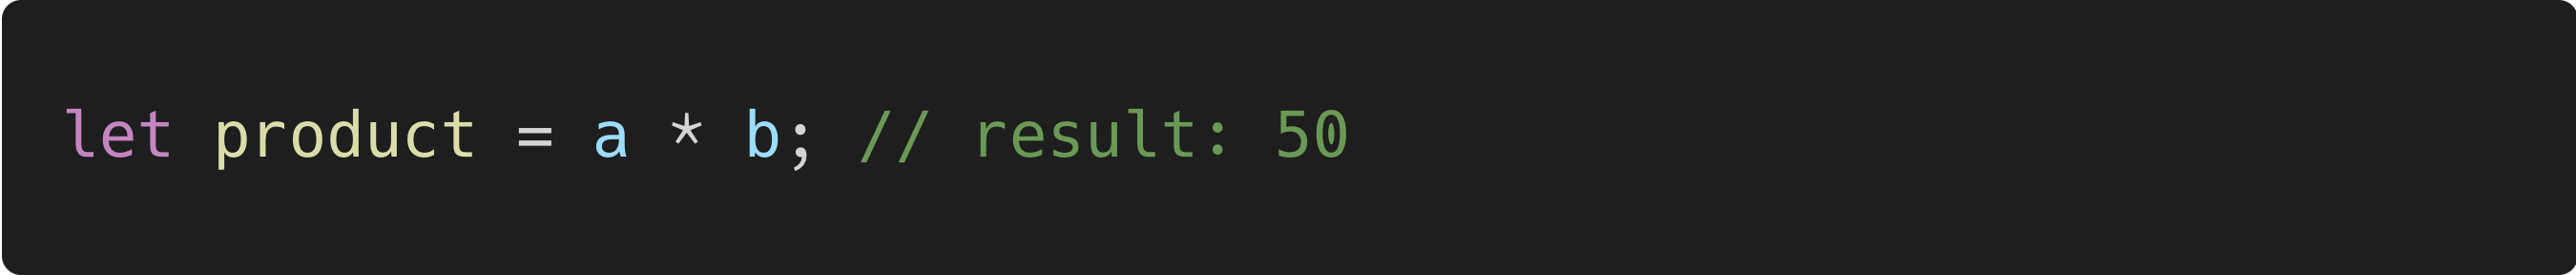 let product = a * b; // result: 50